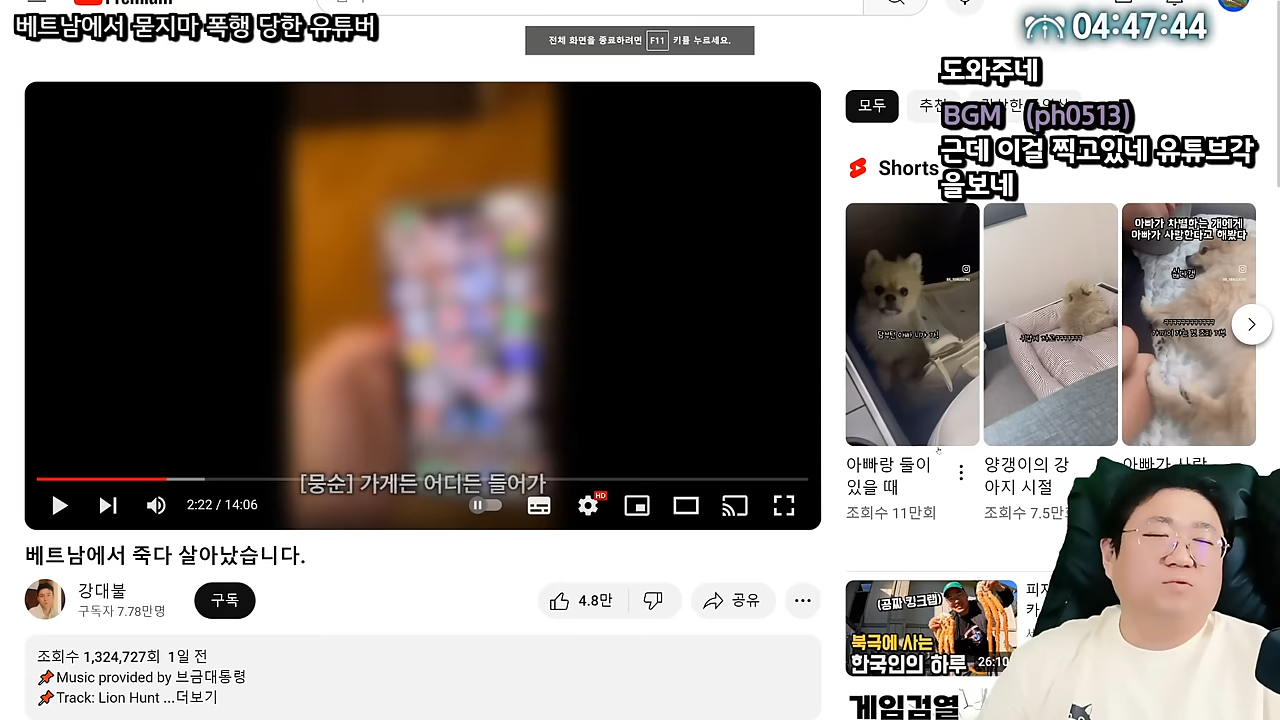 Premium
베트남에서 묻지마 폭행 당한 유튜버
전체 화면을 종료하려면 F11 키를 누르세요.
04:47:44
도와주네
BGM (ph0513)
근데 이걸 찍고있네 유튜브각
을보네
모두
Shorts
아빠가 차별하는 개에게
아빠가 사랑한다고 해봤다
[뭉순] 가게든 어디든 들어가
2:22 / 14:06
HD
아빠랑 둘이
있을 때
조회수 11만회
양갱이의 강
아지 시절
조회수 7.5만회
베트남에서 죽다 살아났습니다.
강대불
구독자 7.78만명
구독
4.8만
공유
조회수 1,324,727회 1일 전
📌Music provided by 브금대통령
📌Track: Lion Hunt ...더보기
(공짜 킹크랩)
북극에 사는
한국인의 하루
26:10
게임검열